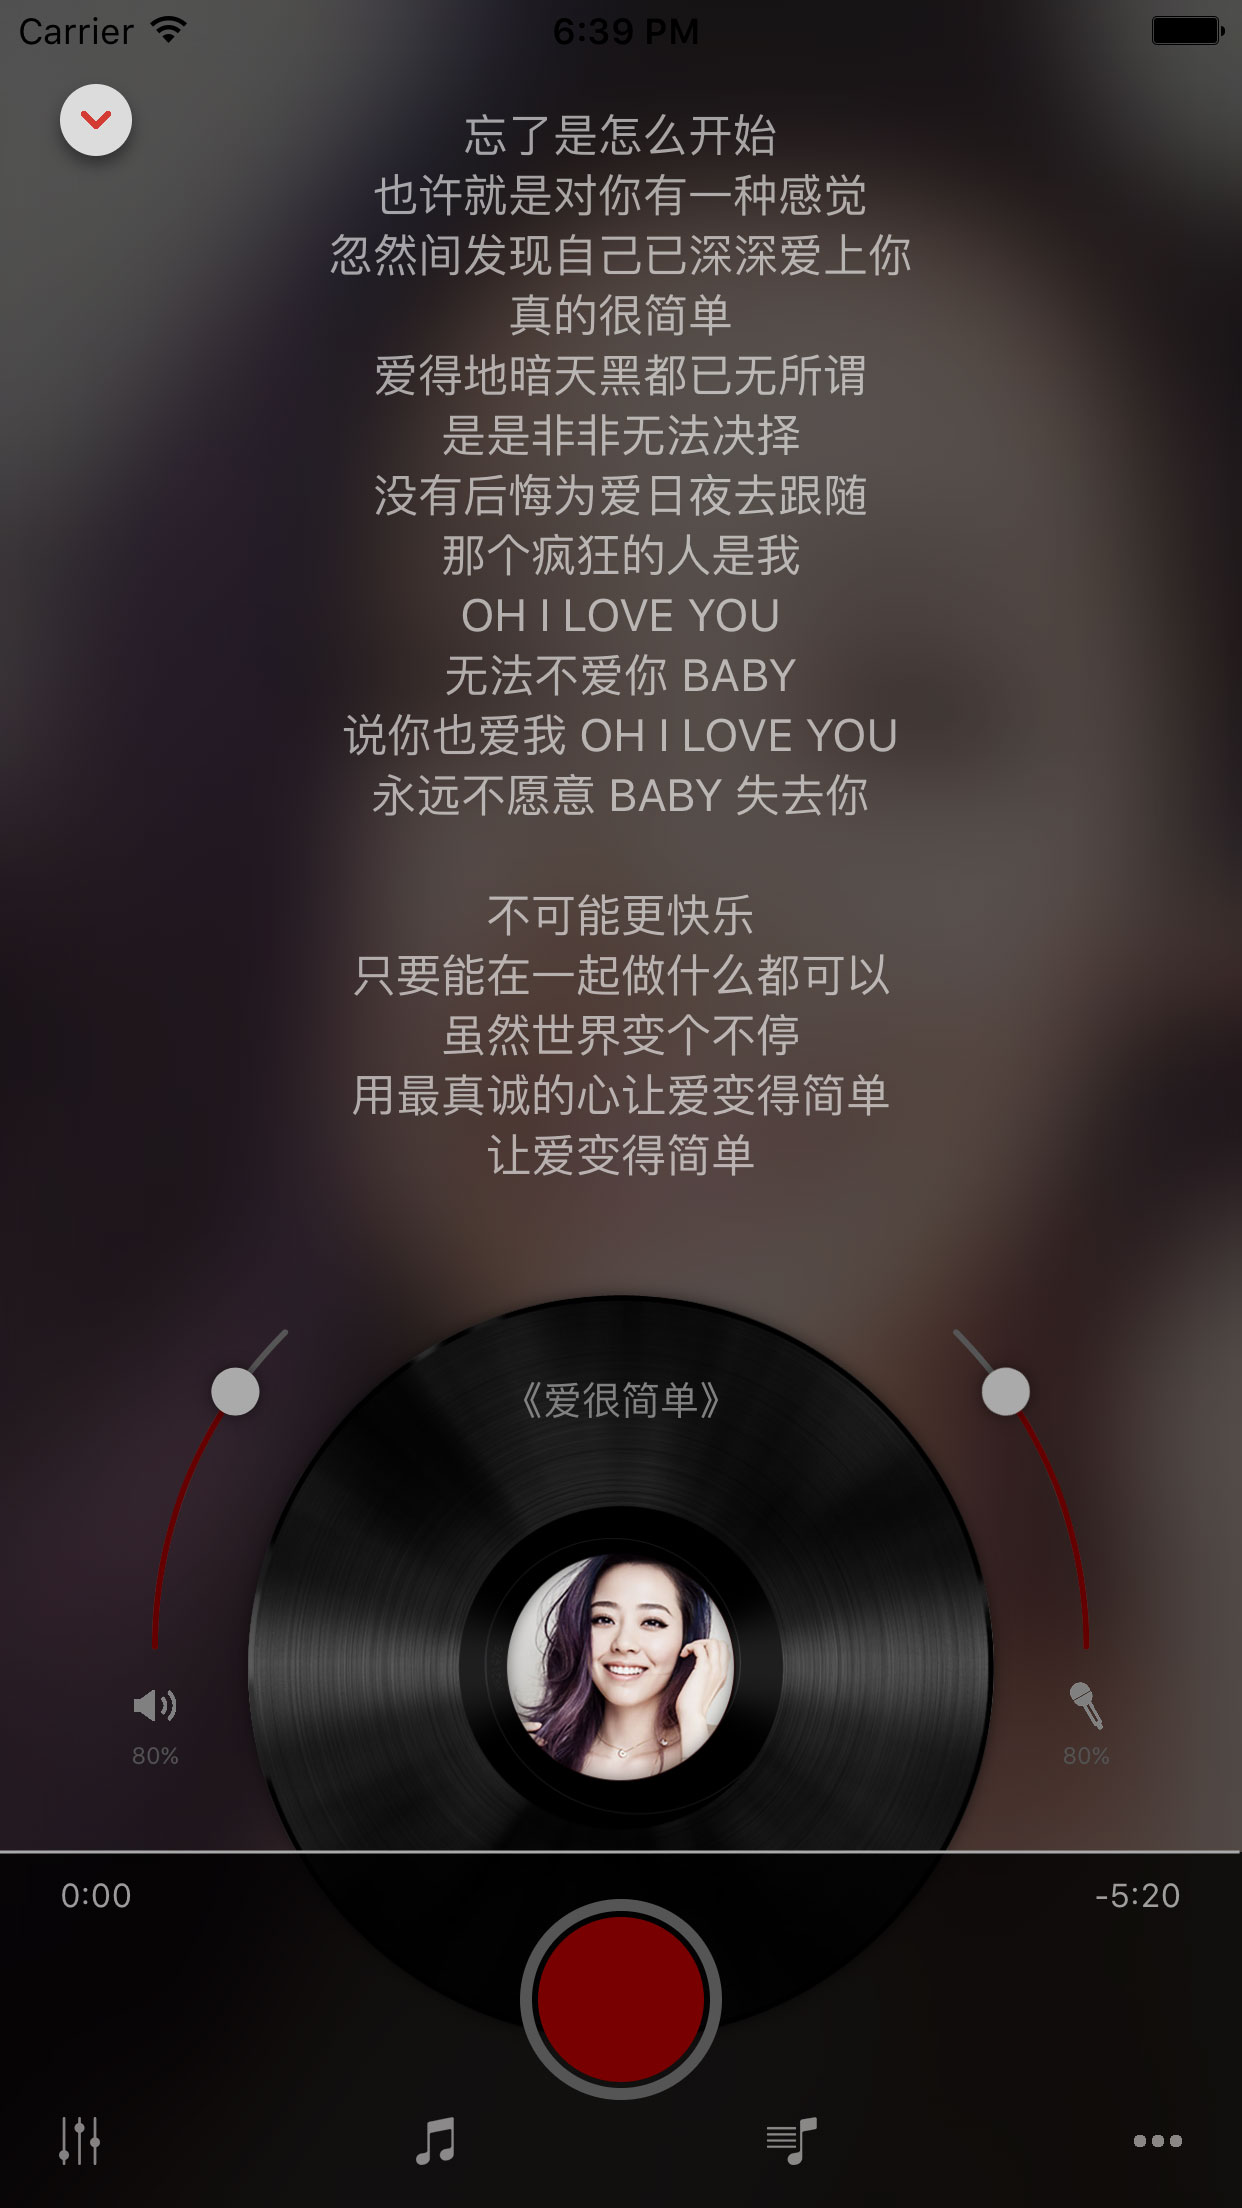 Carrier
6:39 PM
忘了是怎么开始
也许就是对你有一种感觉
忽然间发现自己已深深爱上你
真的很简单
爱得地暗天黑都已无所谓
是是非非无法决择
没有后悔为爱日夜去跟随
那个疯狂的人是我
OH I LOVE YOU
无法不爱你 BABY
说你也爱我 OH I LOVE YOU
永远不愿意 BABY 失去你
不可能更快乐
只要能在一起做什么都可以
虽然世界变个不停
用最真诚的心让爱变得简单
让爱变得简单
《爱很简单》
80%
80%
0:00
-5:20